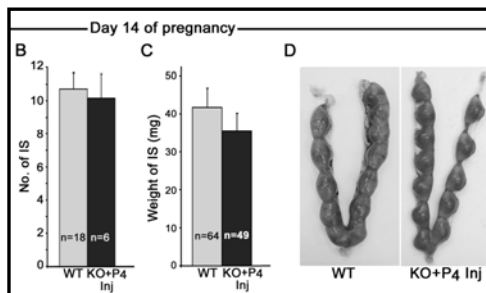 Day 14 of pregnancy
B
No. of IS
12
10
8
6
4
2
0
n=18
n=6
WT
KO+P4
Inj
C
Weight of IS (mg)
50
40
30
20
10
0
n=64
n=49
WT
KO+P4
Inj
D
WT
KO+P4 Inj